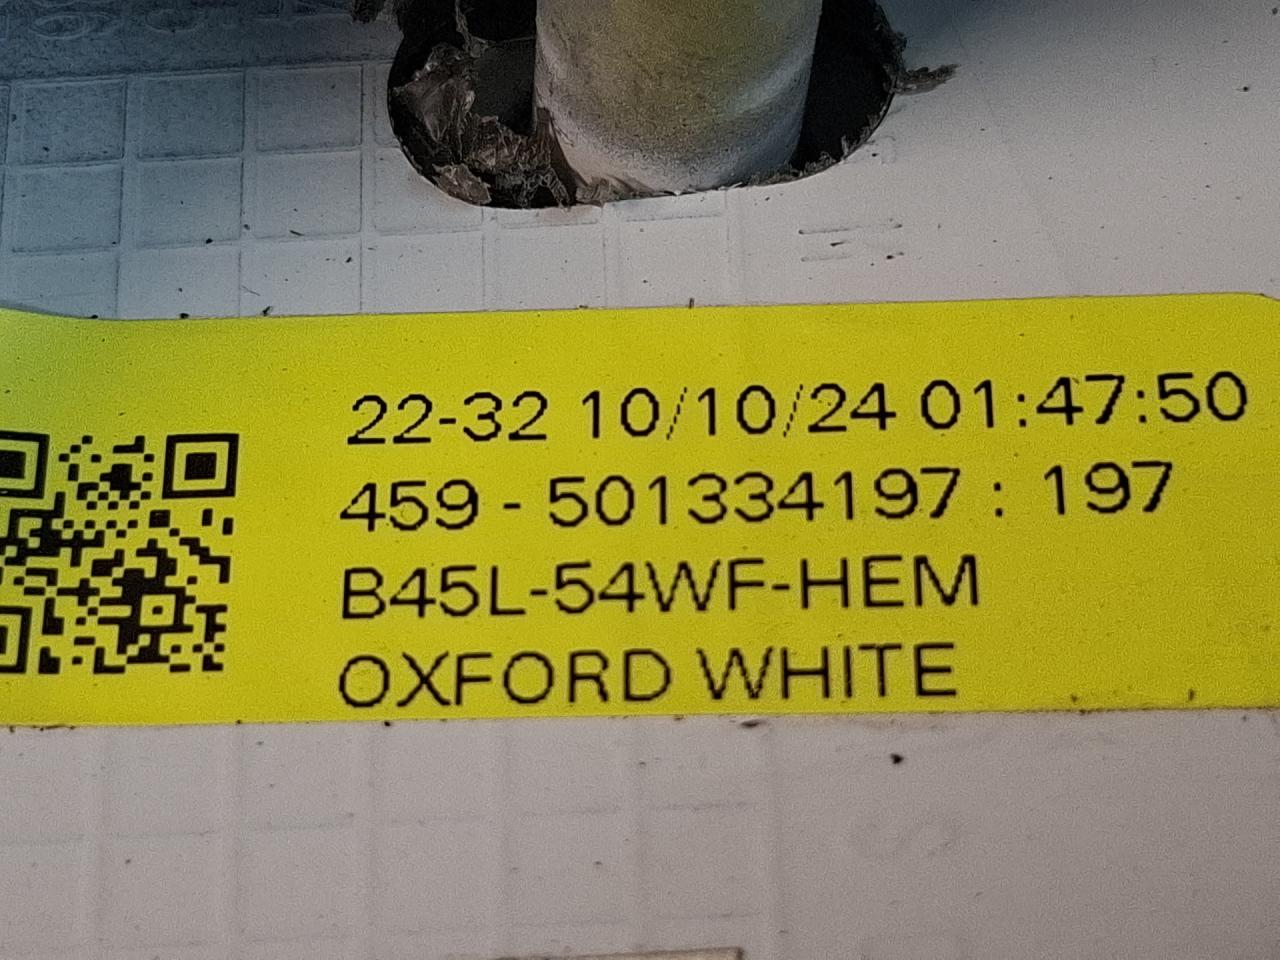 22-32 10/10/24 01:47:50
459 - 501334197 : 197
B45L-54WF-HEM
OXFORD WHITE